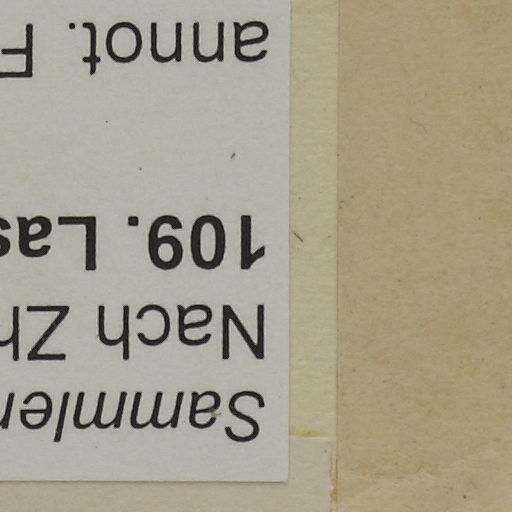 Sammler
Nach Zh
109. Las
annot. F